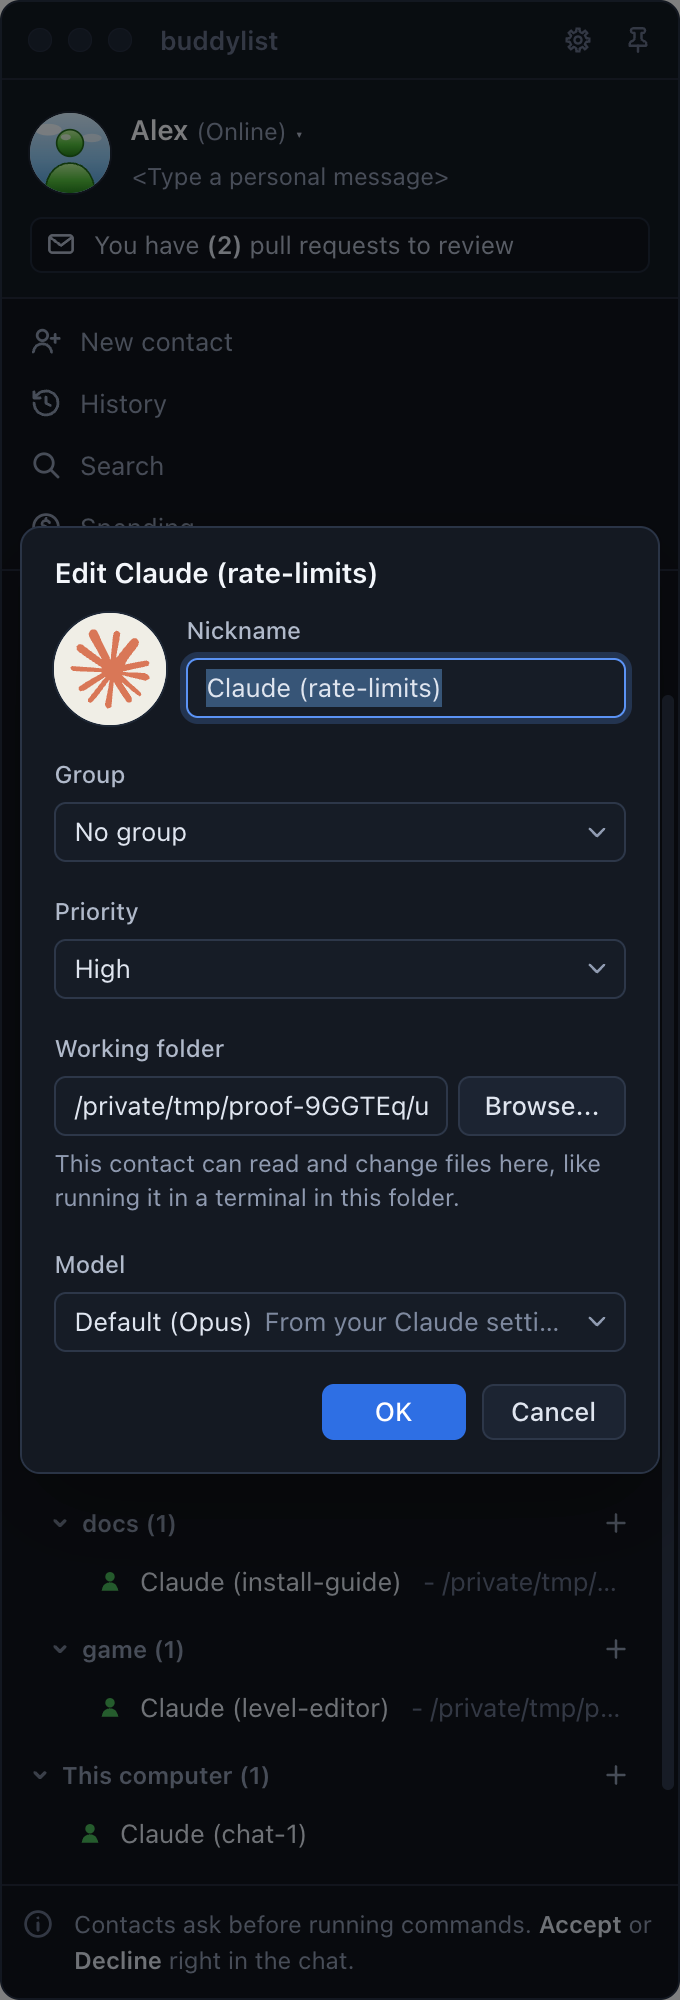 buddylist
Alex (Online)
<Type a personal message>
You have (2) pull requests to review
New contact
History
Search
Spending
Edit Claude (rate-limits)
Nickname
Claude (rate-limits)
Group
No group
Priority
High
Working folder
/private/tmp/proof-9GGTEq/u
Browse...
This contact can read and change files here, like
running it in a terminal in this folder.
Model
Default (Opus) From your Claude setti...
OK
Cancel
docs (1)
Claude (install-guide) - /private/tmp/...
game (1)
Claude (level-editor) - /private/tmp/p...
This computer (1)
Claude (chat-1)
Contacts ask before running commands. Accept or
Decline right in the chat.